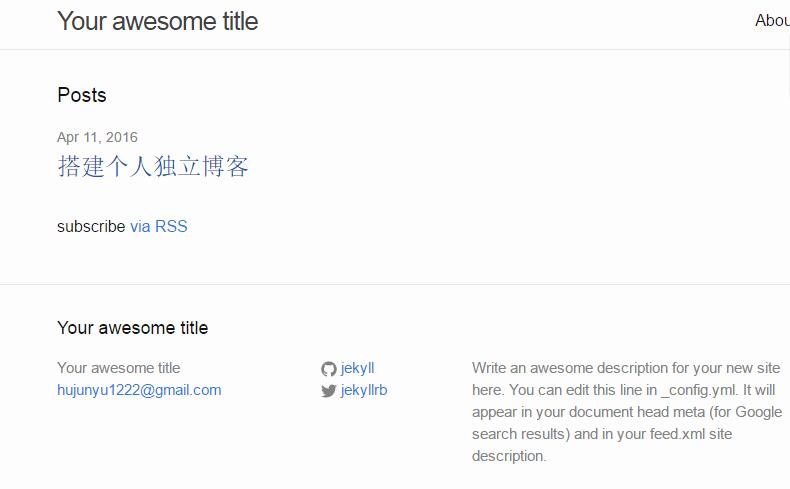 Your awesome title
Abou
Posts
Apr 11, 2016
搭建个人独立博客
subscribe via RSS
Your awesome title
Your awesome title
hujunyu1222@gmail.com
jekyll
jekyllrb
Write an awesome description for your new site
here. You can edit this line in _config.yml. It will
appear in your document head meta (for Google
search results) and in your feed.xml site
description.